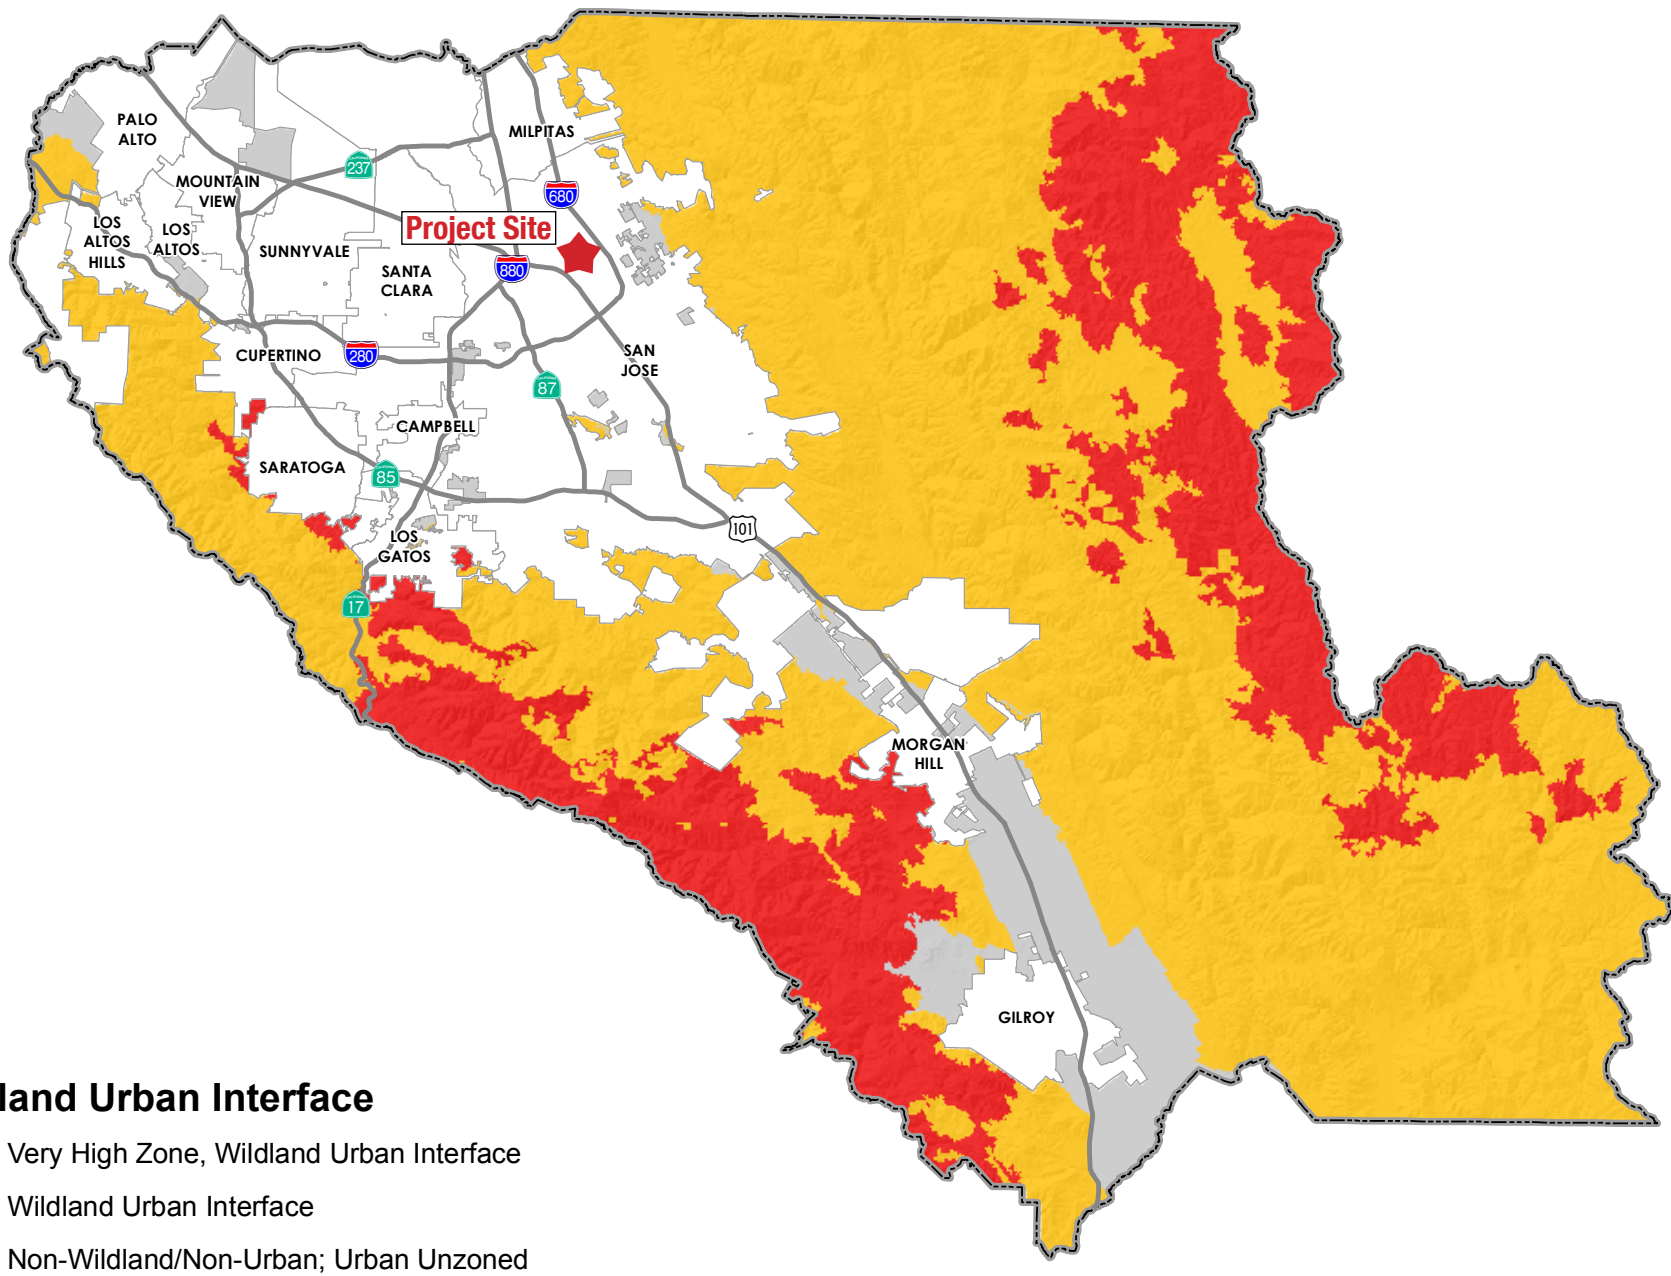 PALO
ALTO
MILPITAS
237
MOUNTAIN
VIEW
680
LOS
ALTOS
HILLS
LOS
ALTOS
Project Site
SUNNYVALE
SANTA
CLARA
880
CUPERTINO
280
SAN
JOSE
87
CAMPBELL
SARATOGA
85
LOS
GATOS
101
17
MORGAN
HILL
GILROY
land Urban Interface
Very High Zone, Wildland Urban Interface
Wildland Urban Interface
Non-Wildland/Non-Urban; Urban Unzoned